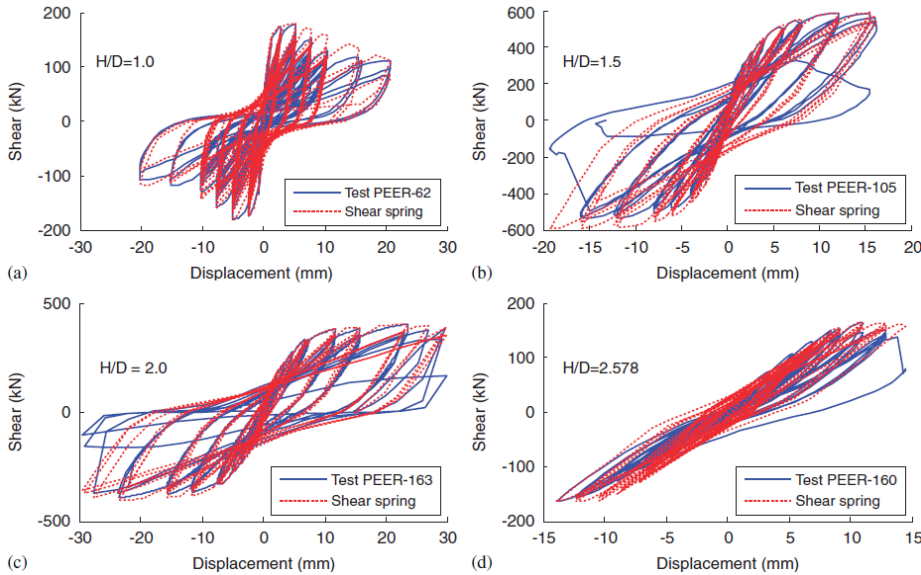 200
100
0
-100
-200
Shear (kN)
H/D=1.0
Test PEER-62
Shear spring
-30 -20 -10 0 10 20 30
(a) Displacement (mm)
600
400
200
0
-200
-400
-600
Shear (kN)
H/D=1.5
Test PEER-105
Shear spring
-20 -15 -10 -5 0 5 10 15 20
(b) Displacement (mm)
500
0
-500
Shear (kN)
H/D = 2.0
Test PEER-163
Shear spring
-30 -20 -10 0 10 20 30
(c) Displacement (mm)
200
100
0
-100
-200
Shear (kN)
H/D=2.578
Test PEER-160
Shear spring
-15 -10 -5 0 5 10 15
(d) Displacement (mm)